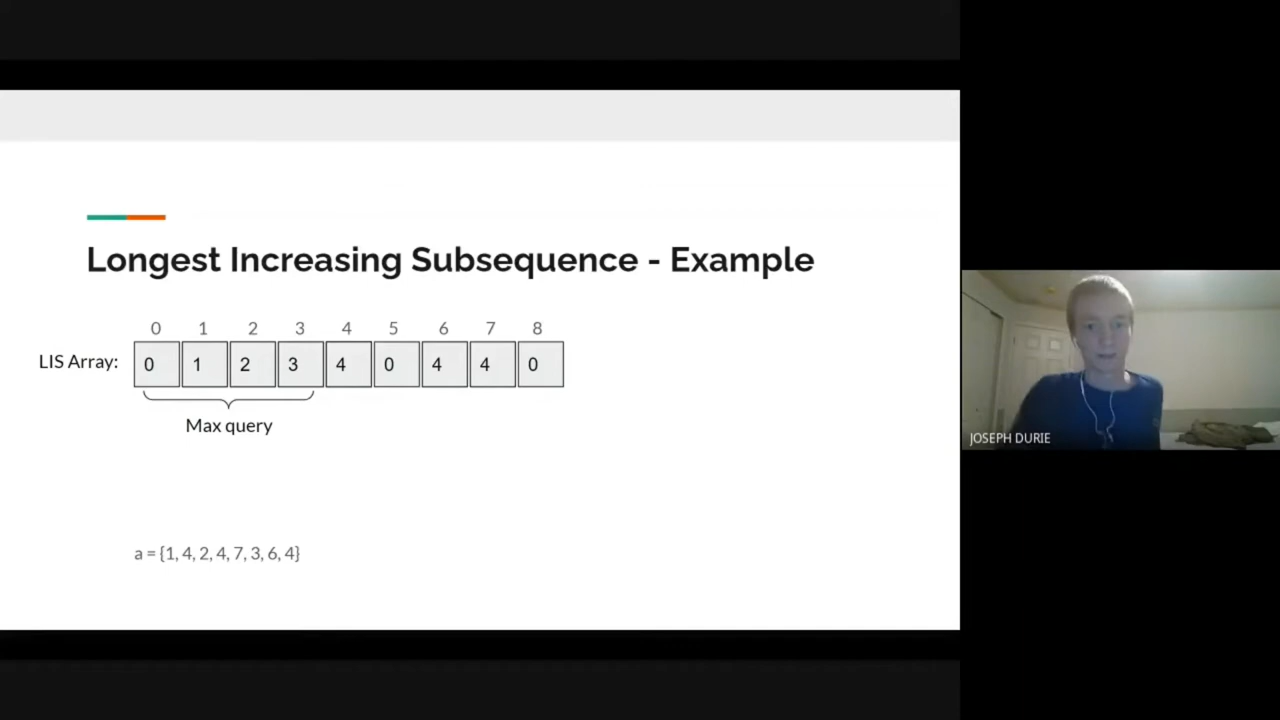 Longest Increasing Subsequence - Example
0 1 2 3 4 5 6 7 8
LIS Array: 0 1 2 3 4 0 4 4 0
Max query
a = {1, 4, 2, 4, 7, 3, 6, 4}
JOSEPH DURIE